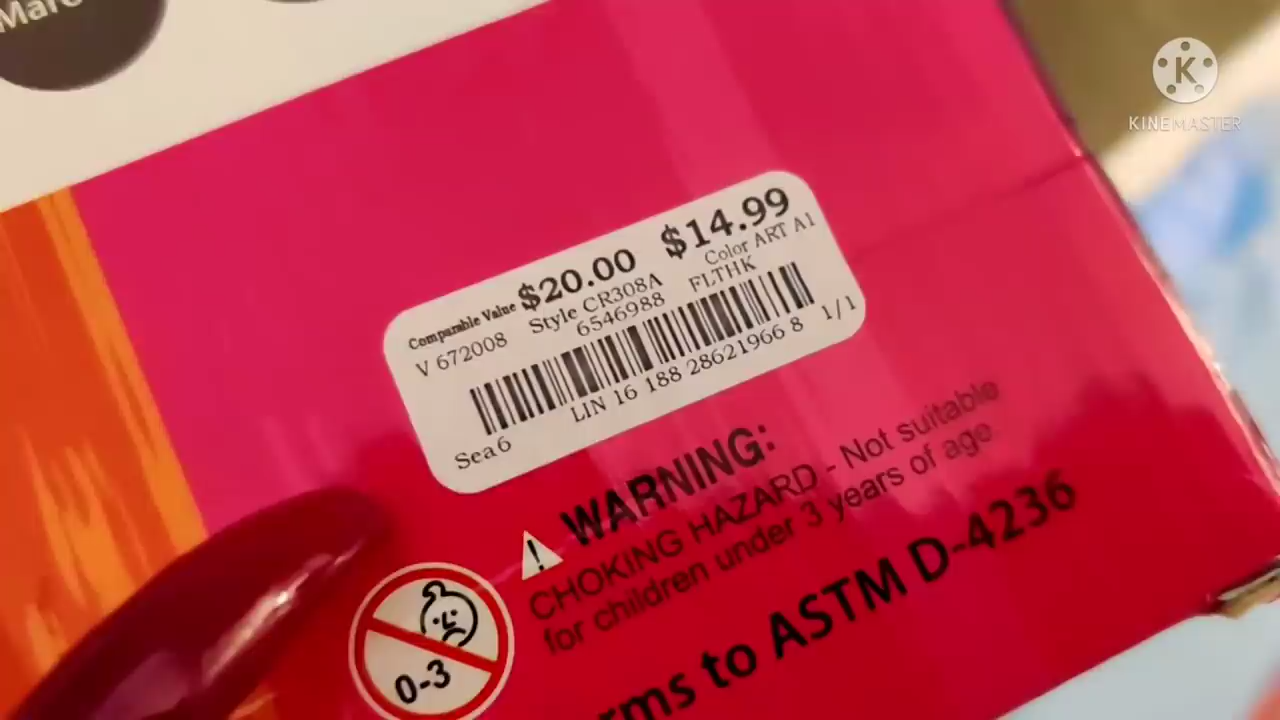 Mar
KINEMASTER
K
Comparable Value $20.00 $14.99
V 672008 Style CR308A Color ART A1
6546988 FLTHK
LIN 16 188 28621966 8 1/1
Sea6
WARNING:
CHOKING HAZARD - Not suitable
for children under 3 years of age.
rms to ASTM D-4236
0-3